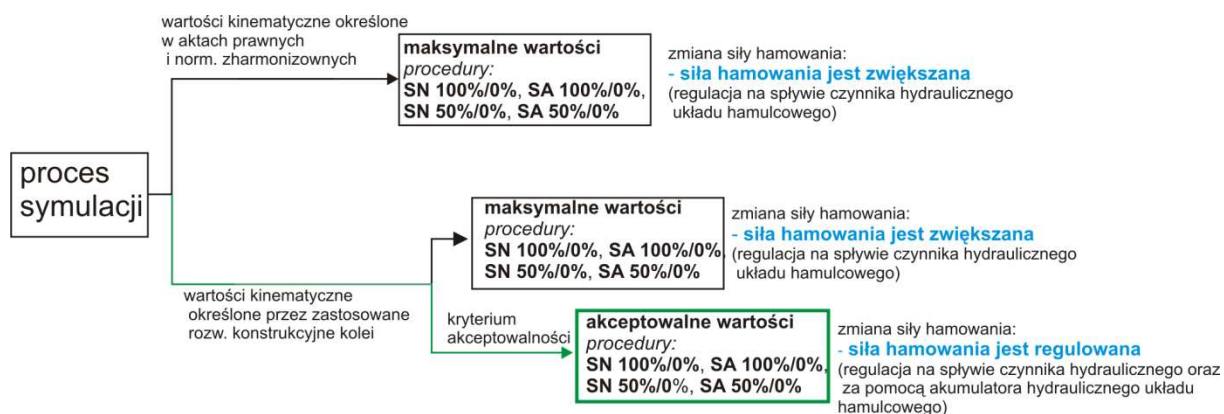 wartości kinematyczne określone
w aktach prawnych
i norm. zharmonizownych
maksymalne wartości
procedury:
SN 100%/0%, SA 100%/0%,
SN 50%/0%, SA 50%/0%
zmiana siły hamowania:
- siła hamowania jest zwiększana
(regulacja na spływie czynnika hydraulicznego
układu hamulcowego)
proces
symulacji
maksymalne wartości
procedury:
SN 100%/0%, SA 100%/0%,
SN 50%/0%, SA 50%/0%
zmiana siły hamowania:
- siła hamowania jest zwiększana
(regulacja na spływie czynnika hydraulicznego
układu hamulcowego)
wartości kinematyczne
określone przez zastosowane
rozw. konstrukcyjne kolei
kryterium
akceptowalności
akceptowalne wartości
procedury:
SN 100%/0%, SA 100%/0%,
SN 50%/0%, SA 50%/0%
zmiana siły hamowania:
- siła hamowania jest regulowana
(regulacja na spływie czynnika hydraulicznego oraz
za pomocą akumulatora hydraulicznego układu
hamulcowego)